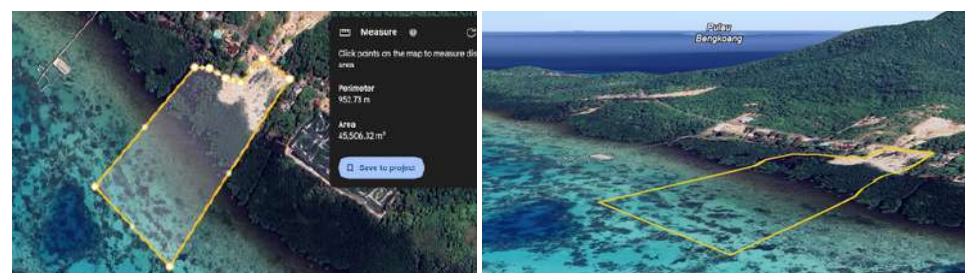 Measure
Click points on the map to measure dis
area
Perimeter
952.73 m
Area
45,506.32 m²
Save to project
Pulau
Bengkoang